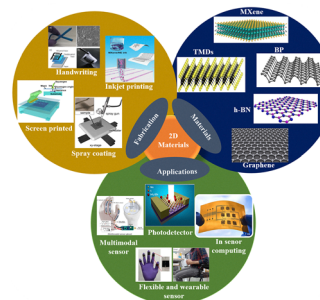 MXene
TMDs
BP
h-BN
Graphene
Handwriting
Inkjet printing
Screen printed
Spray coating
Fabrication
Materials
2D
Materials
Applications
Multimodal
sensor
Photodetector
In senor
computing
Flexible and wearable
sensor